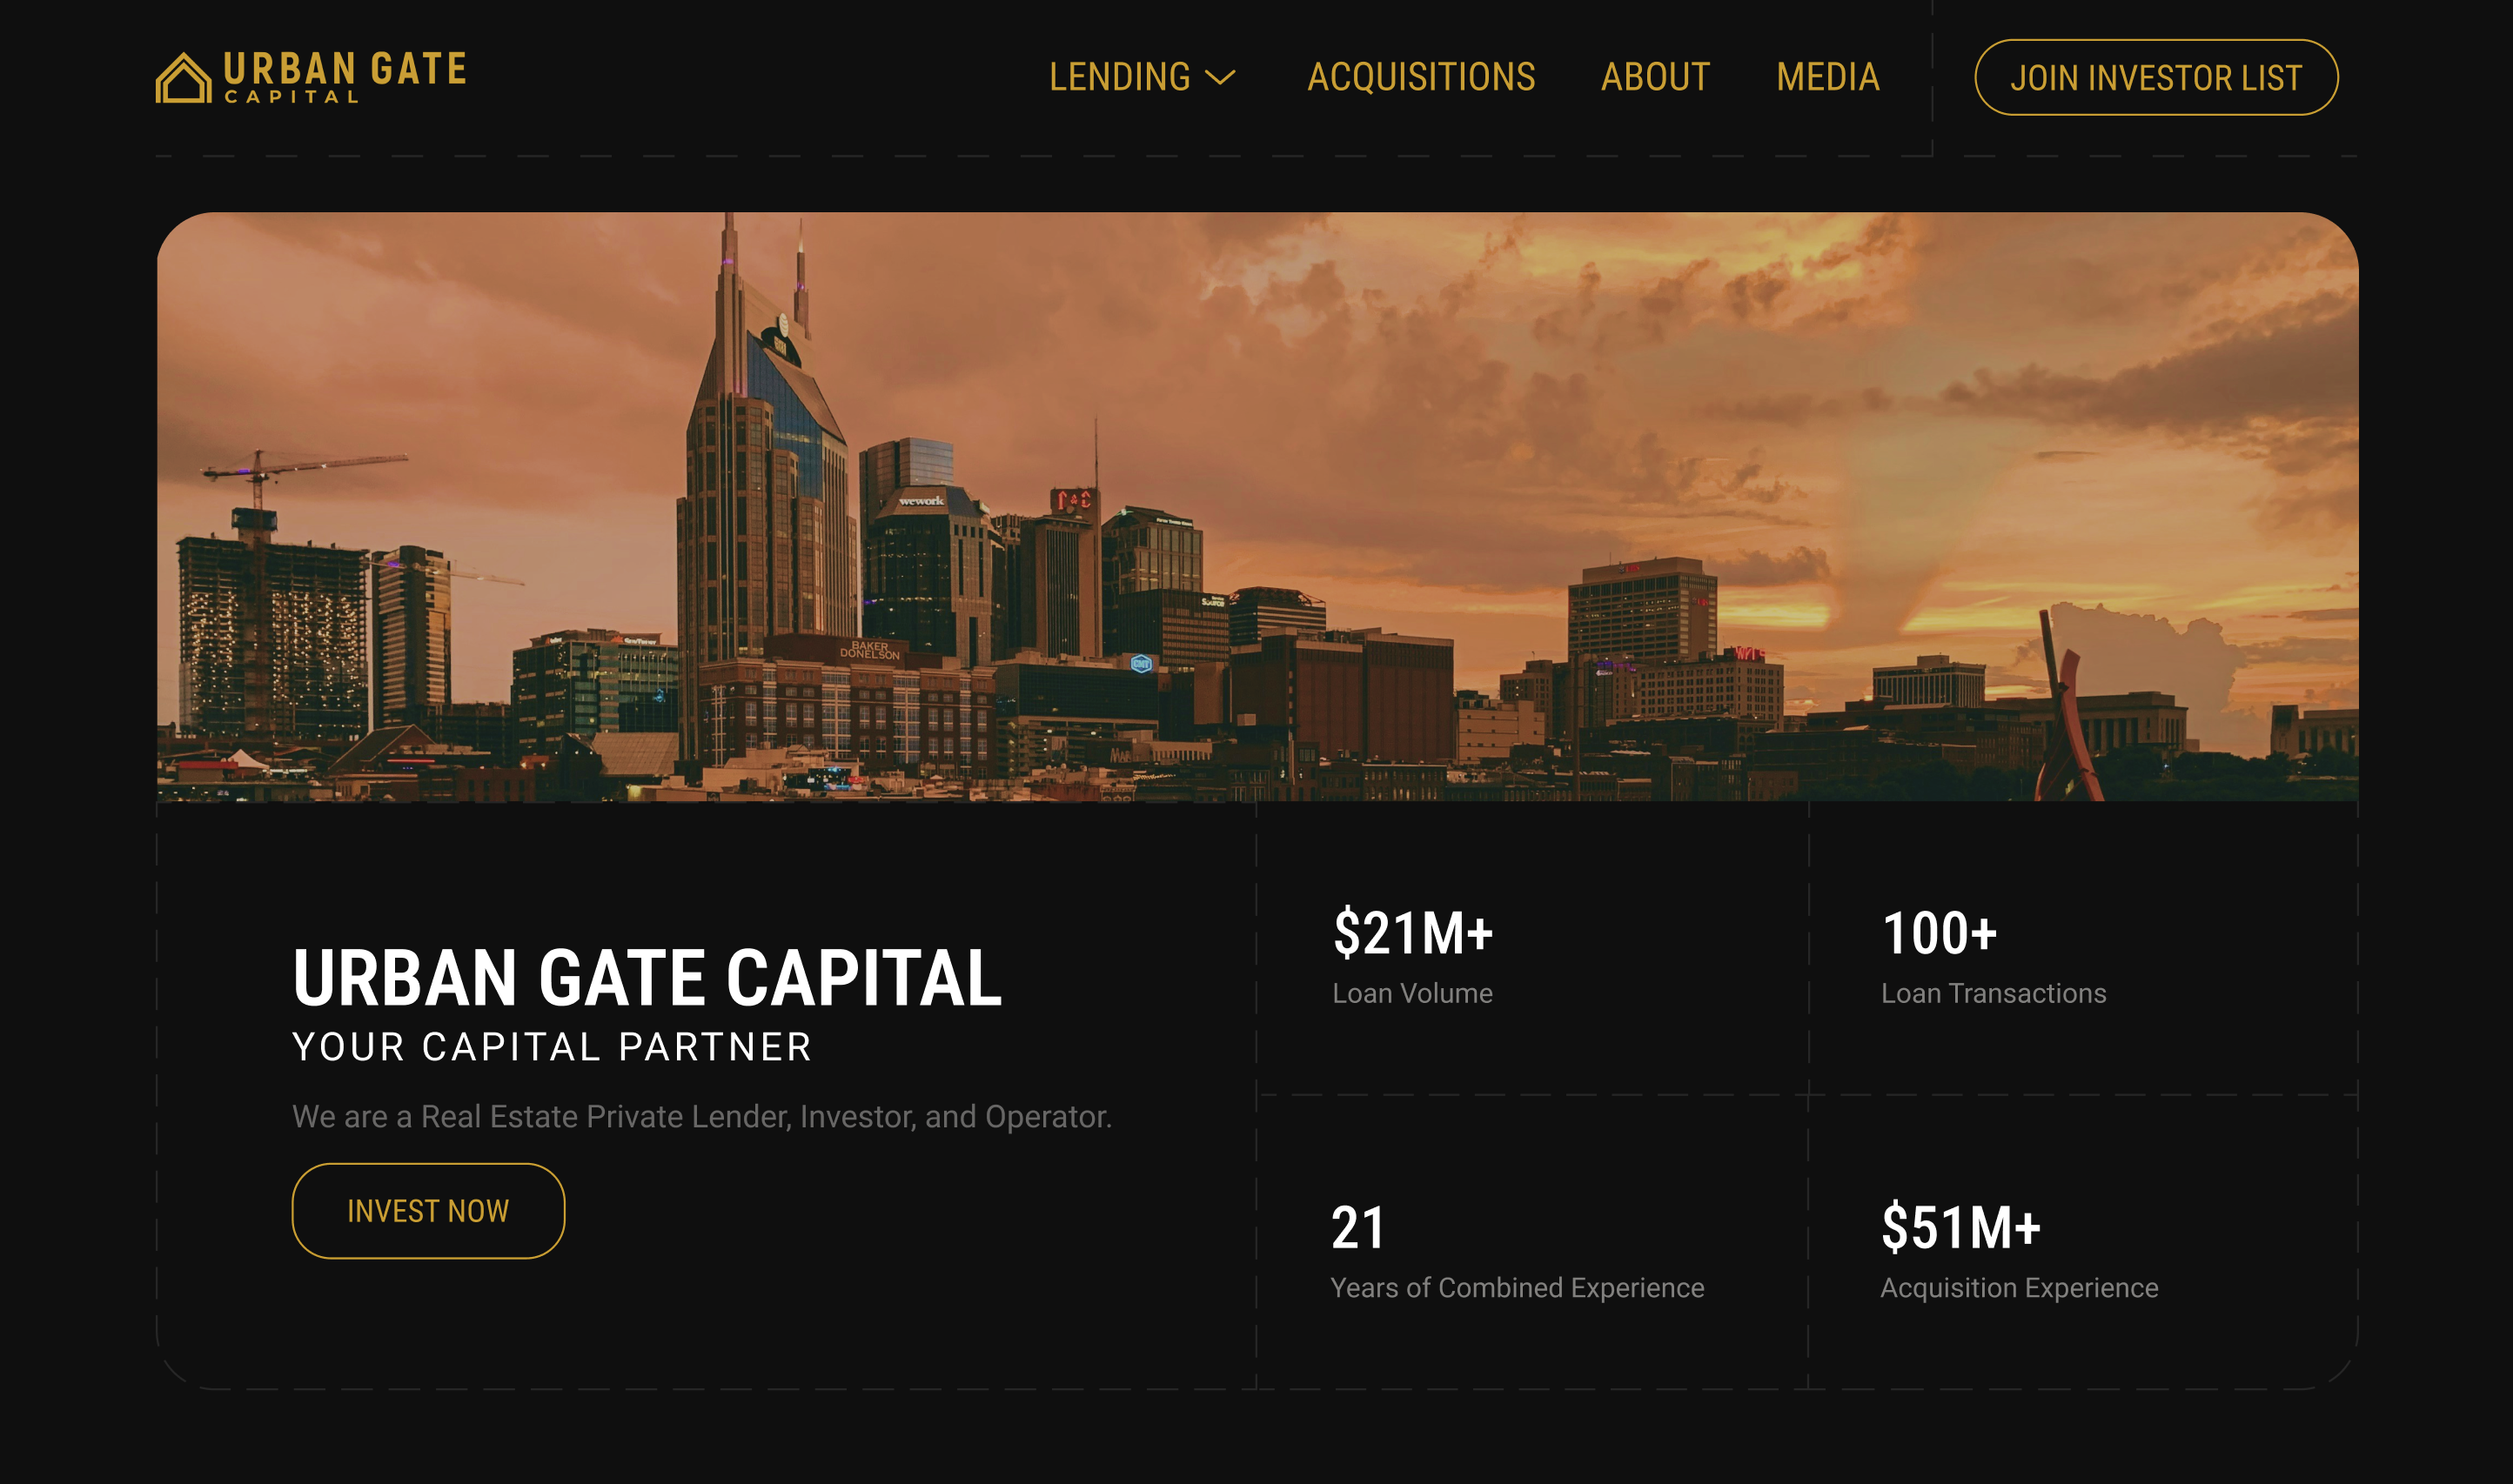 URBAN GATE
CAPITAL
LENDING
ACQUISITIONS
ABOUT
MEDIA
JOIN INVESTOR LIST
wework
BAKER
DONELSON
CMT
URBAN GATE CAPITAL
YOUR CAPITAL PARTNER
We are a Real Estate Private Lender, Investor, and Operator.
INVEST NOW
$21M+
Loan Volume
100+
Loan Transactions
21
Years of Combined Experience
$51M+
Acquisition Experience